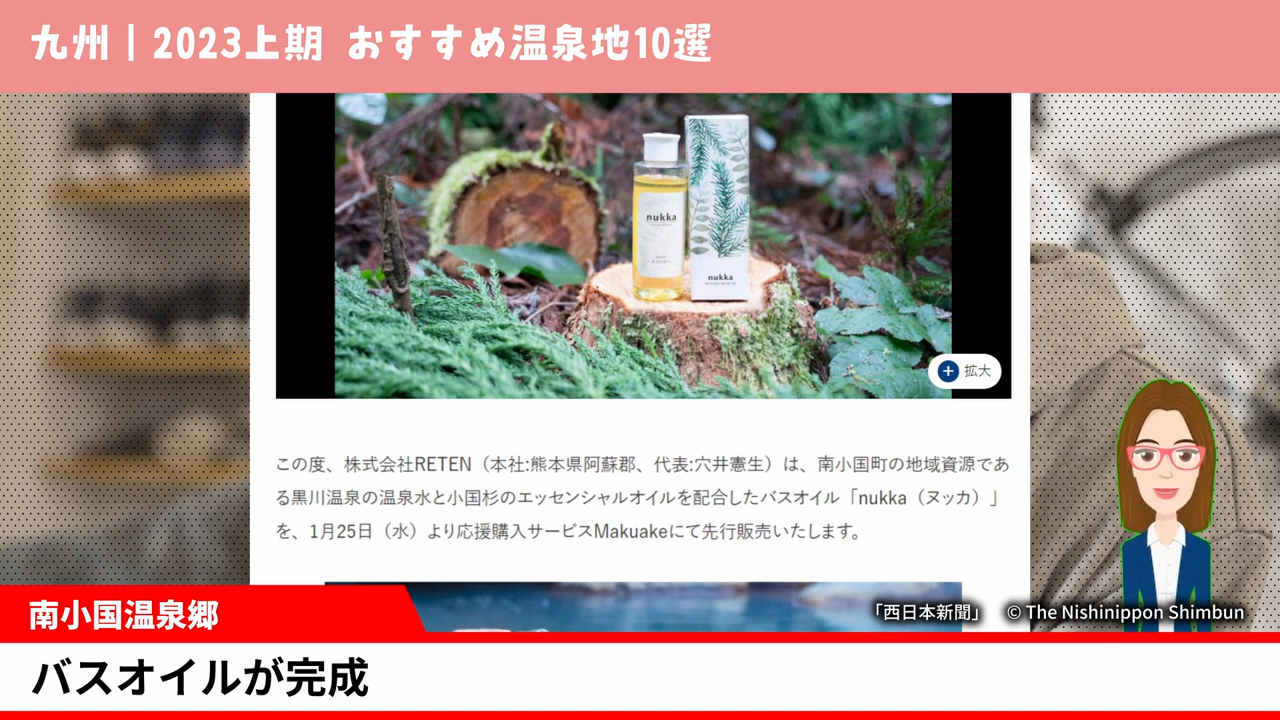 九州｜2023上期 おすすめ温泉地10選
nukka
nukka
拡大
この度、株式会社RETEN（本社:熊本県阿蘇郡、代表:穴井憲生）は、南小国町の地域資源であ
る黒川温泉の温泉水と小国杉のエッセンシャルオイルを配合したバスオイル「nukka（ヌッカ）」
を、1月25日（水）より応援購入サービスMakuakeにて先行販売いたします。
南小国温泉郷
「西日本新聞」 © The Nishinippon Shimbun
バスオイルが完成